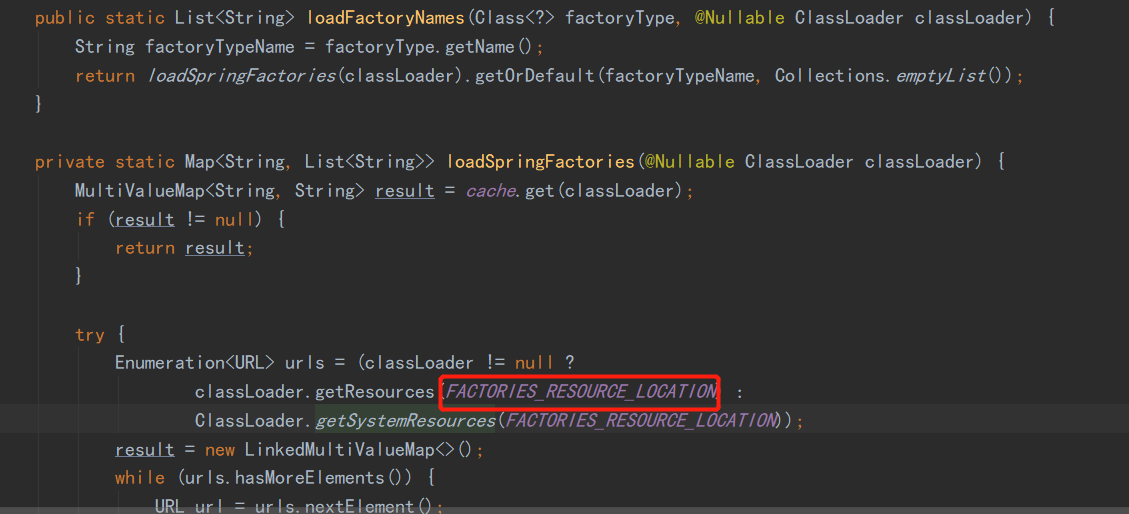 public static List<String> loadFactoryNames(Class<?> factoryType, @Nullable ClassLoader classLoader) {
String factoryTypeName = factoryType.getName();
return loadSpringFactories(classLoader).getOrDefault(factoryTypeName, Collections.emptyList());
}
private static Map<String, List<String>> loadSpringFactories(@Nullable ClassLoader classLoader) {
MultiValueMap<String, String> result = cache.get(classLoader);
if (result != null) {
return result;
}
try {
Enumeration<URL> urls = (classLoader != null ?
classLoader.getResources(FACTORIES_RESOURCE_LOCATION) :
ClassLoader.getSystemResources(FACTORIES_RESOURCE_LOCATION));
result = new LinkedMultiValueMap<>();
while (urls.hasMoreElements()) {
URL url = urls.nextElement();